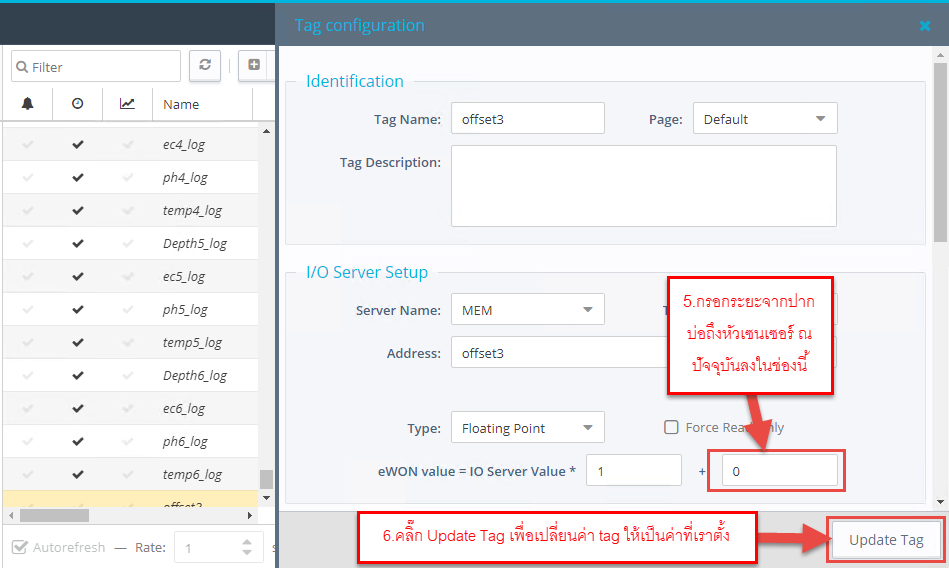 Tag configuration
Filter
Name
ec4_log
ph4_log
temp4_log
Depth5_log
ec5_log
ph5_log
temp5_log
Depth6_log
ec6_log
ph6_log
temp6_log
offset3
Autorefresh — Rate: 1 s
Identification
Tag Name: offset3 Page: Default
Tag Description:
I/O Server Setup
Server Name: MEM
Address: offset3
Type: Floating Point Force Read Only
eWON value = IO Server Value * 1 + 0
5.กรอกระยะจากปาก
บ่อถึงหัวเซนเซอร์ ณ
ปัจจุบันลงในช่องนี้
6.คลิ๊ก Update Tag เพื่อเปลี่ยนค่า tag ให้เป็นค่าที่เราตั้ง
Update Tag